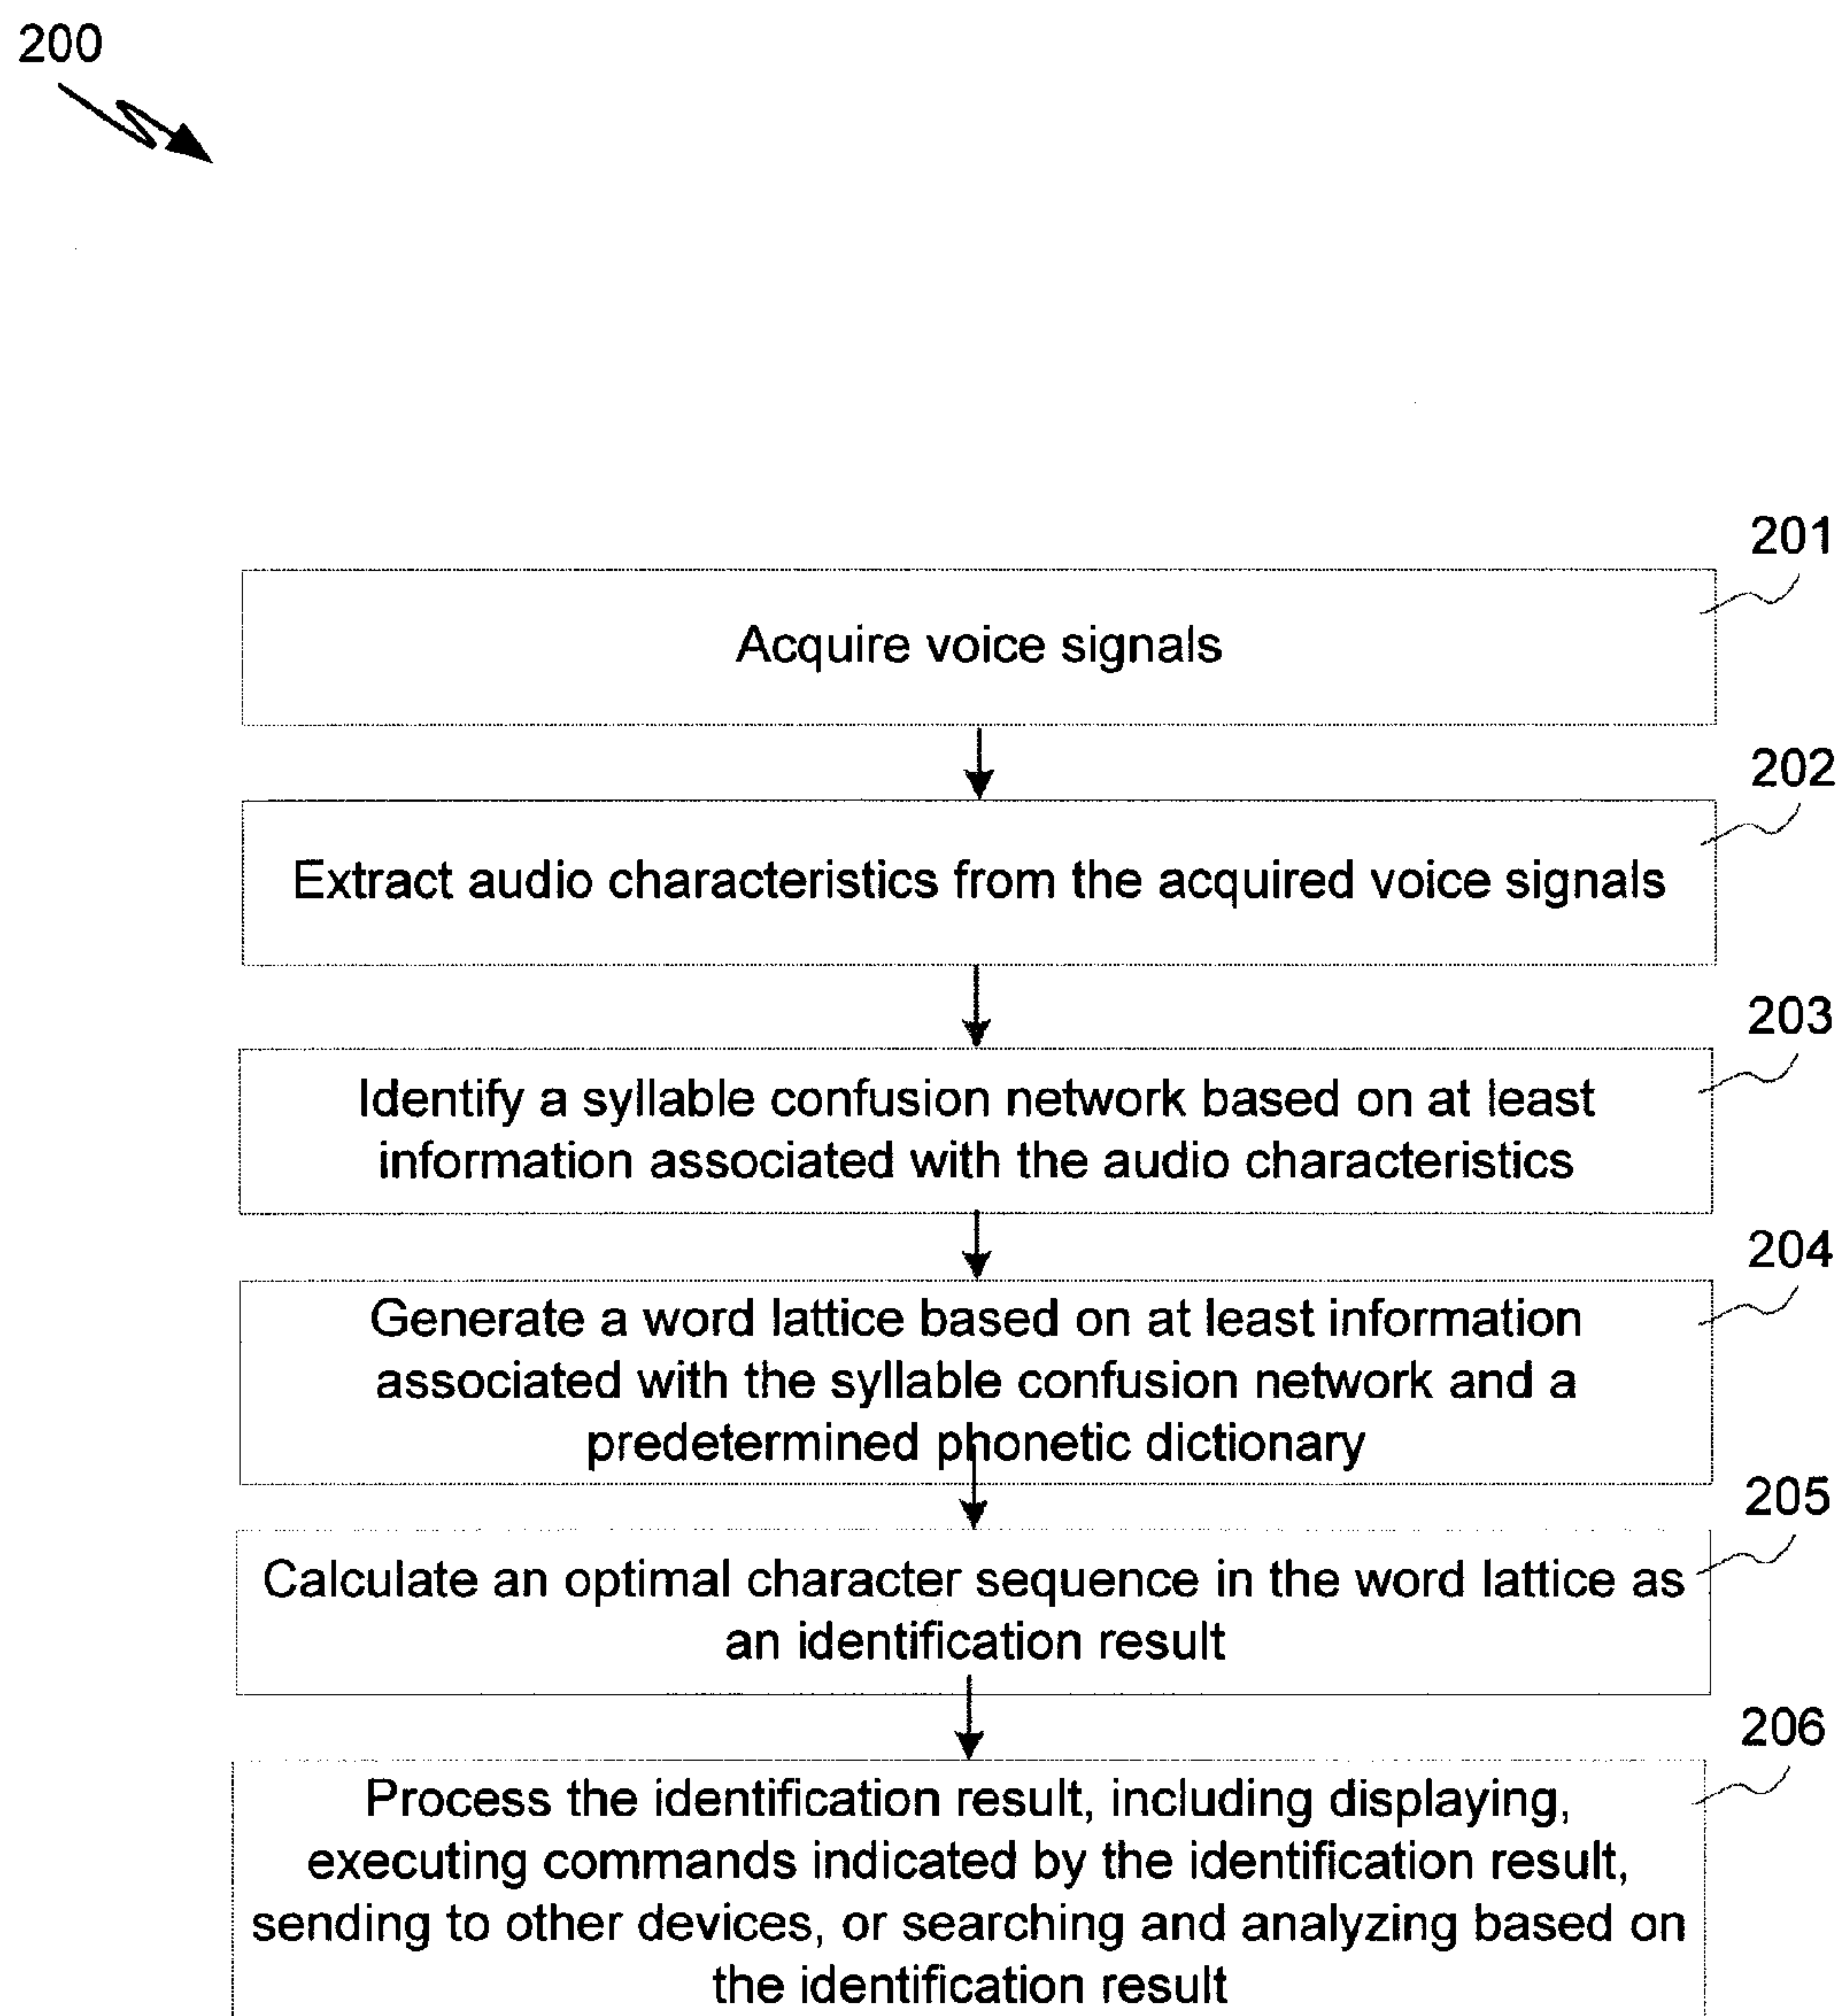 200
201
Acquire voice signals
202
Extract audio characteristics from the acquired voice signals
203
Identify a syllable confusion network based on at least
information associated with the audio characteristics
204
Generate a word lattice based on at least information
associated with the syllable confusion network and a
predetermined phonetic dictionary
205
Calculate an optimal character sequence in the word lattice as
an identification result
206
Process the identification result, including displaying,
executing commands indicated by the identification result,
sending to other devices, or searching and analyzing based on
the identification result